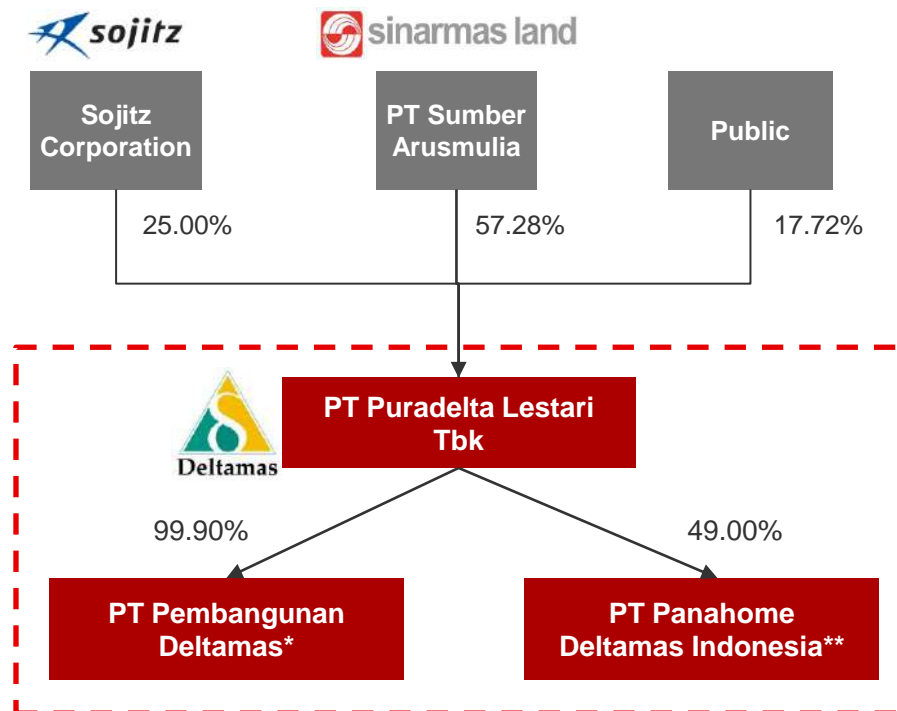 sojitz
sinarmas land
Sojitz
Corporation
PT Sumber
Arusmulia
Public
25.00%
57.28%
17.72%
PT Puradelta Lestari
Tbk
Deltamas
99.90%
49.00%
PT Pembangunan
Deltamas*
PT Panahome
Deltamas Indonesia**